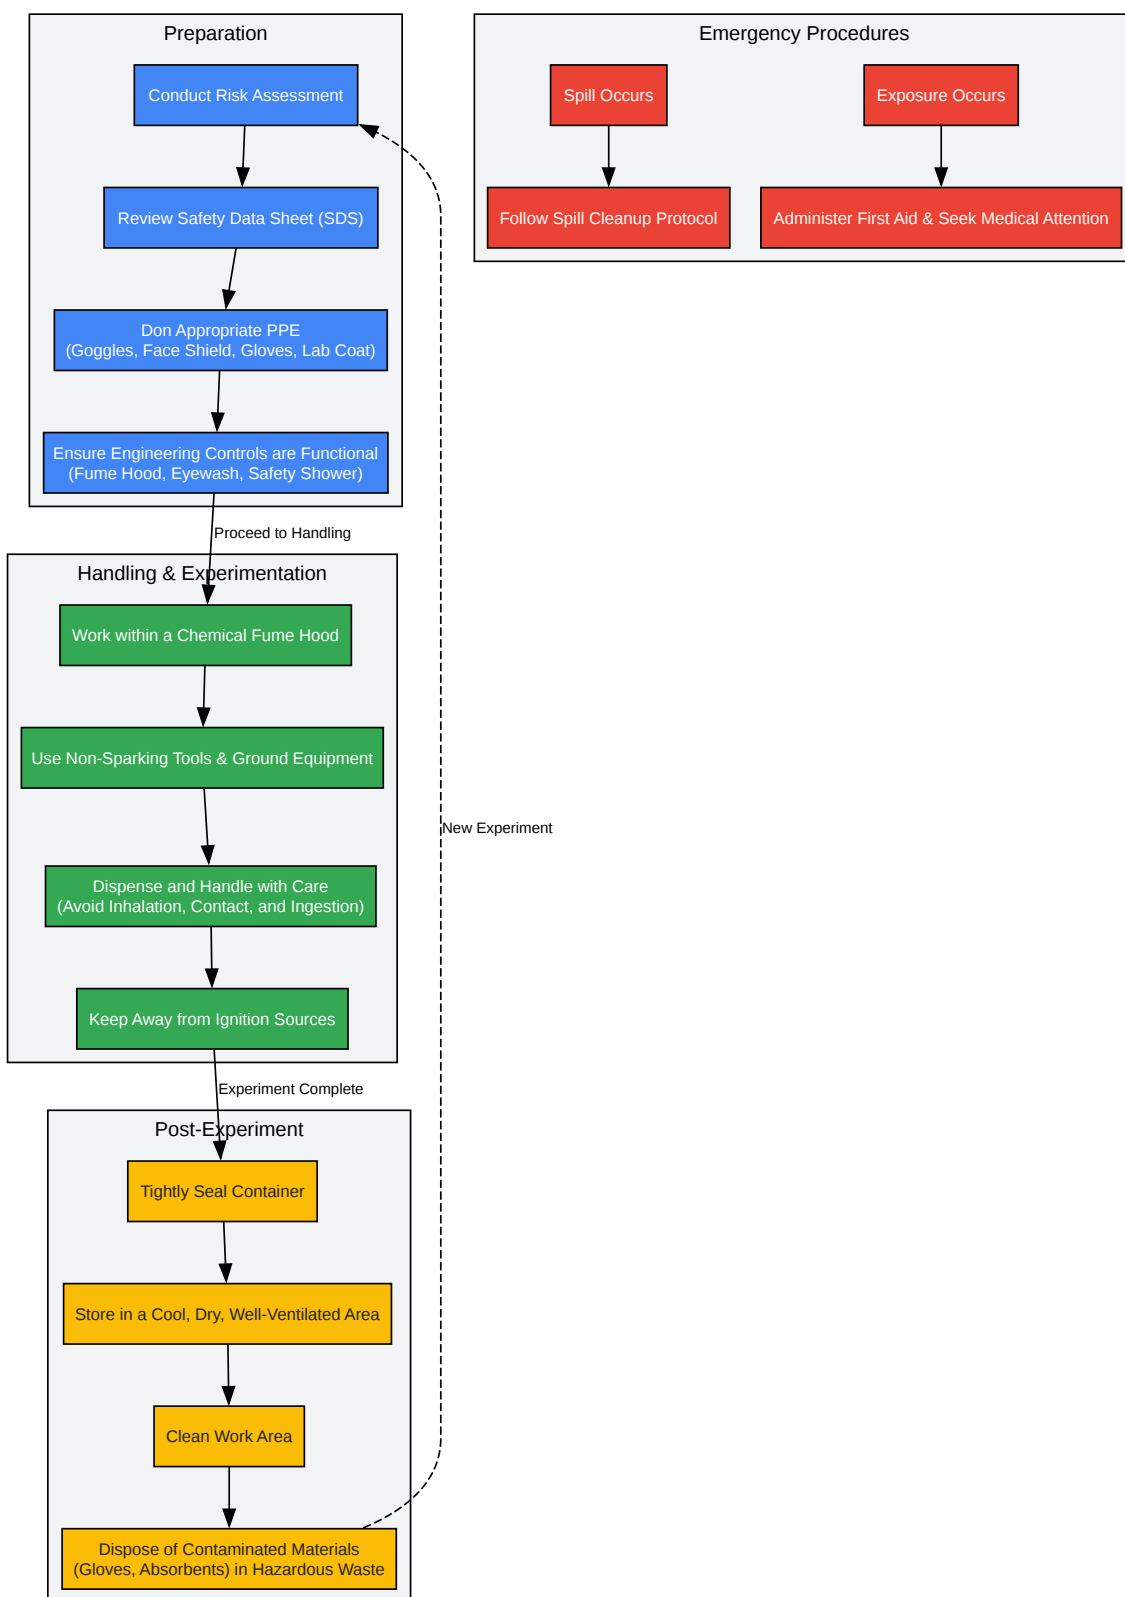 Preparation
Conduct Risk Assessment
Review Safety Data Sheet (SDS)
Don Appropriate PPE
(Goggles, Face Shield, Gloves, Lab Coat)
Ensure Engineering Controls are Functional
(Fume Hood, Eyewash, Safety Shower)
Proceed to Handling
Handling & Experimentation
Work within a Chemical Fume Hood
Use Non-Sparking Tools & Ground Equipment
Dispense and Handle with Care
(Avoid Inhalation, Contact, and Ingestion)
Keep Away from Ignition Sources
Experiment Complete
Post-Experiment
Tightly Seal Container
Store in a Cool, Dry, Well-Ventilated Area
Clean Work Area
Dispose of Contaminated Materials
(Gloves, Absorbents) in Hazardous Waste
New Experiment
Emergency Procedures
Spill Occurs
Follow Spill Cleanup Protocol
Exposure Occurs
Administer First Aid & Seek Medical Attention